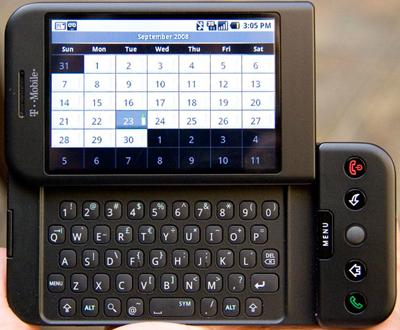 3:05 PM
September 2008
Sun Mon Tue Wed Thu Fri Sat
31 1 2 3 4 5 6
7 8 9 10 11 12 13
14 15 16 17 18 19 20
21 22 23 24 25 26 27
28 29 30 1 2 3 4
5 6 7 8 9 10 11
T··Mobile·
MENU
1! 2@ 3# 4$ 5% 6^ 7& 8* 9( 0)
Q W E R T Y U I O P
A S D F G H J K L DEL
MENU Z X C V B N M
ALT @ SYM / ALT